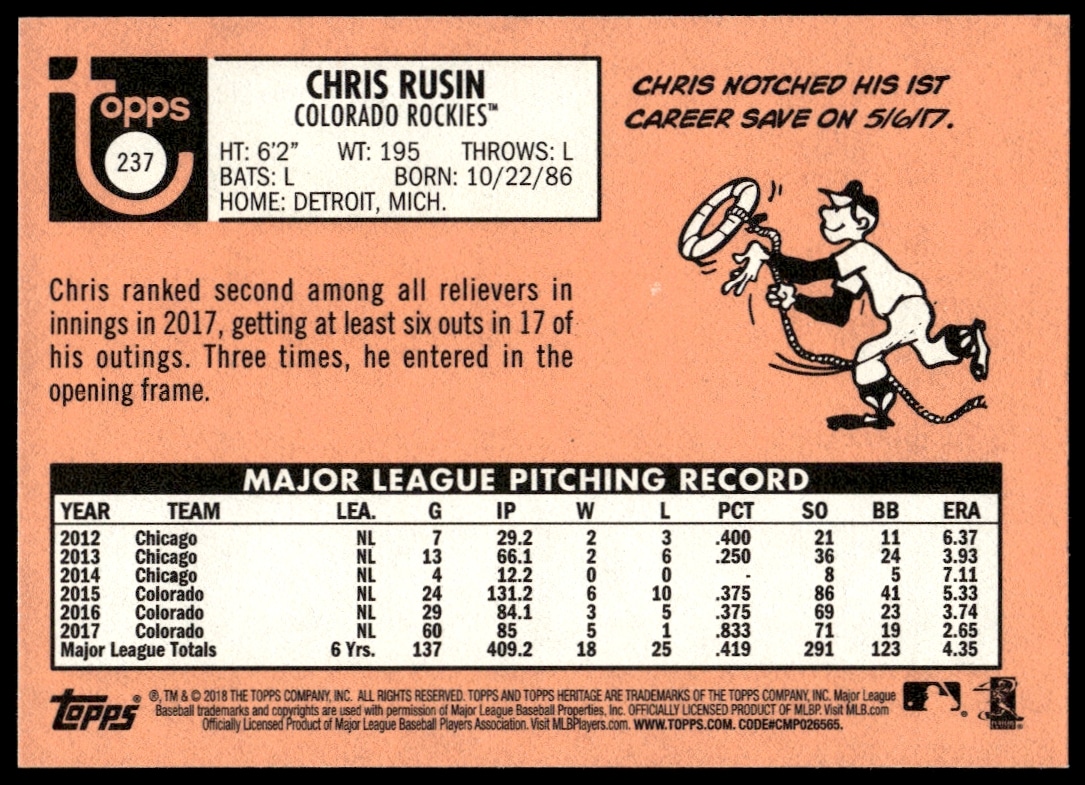 topps
237
CHRIS RUSIN
COLORADO ROCKIES™
HT: 6'2" WT: 195 THROWS: L
BATS: L BORN: 10/22/86
HOME: DETROIT, MICH.
CHRIS NOTCHED HIS 1ST
CAREER SAVE ON 5/6/17.
Chris ranked second among all relievers in
innings in 2017, getting at least six outs in 17 of
his outings. Three times, he entered in the
opening frame.
MAJOR LEAGUE PITCHING RECORD
YEAR TEAM LEA. G IP W L PCT SO BB ERA
2012 Chicago NL 7 29.2 2 3 .400 21 11 6.37
2013 Chicago NL 13 66.1 2 6 .250 36 24 3.93
2014 Chicago NL 4 12.2 0 0 - 8 5 7.11
2015 Colorado NL 24 131.2 6 10 .375 86 41 5.33
2016 Colorado NL 29 84.1 3 5 .375 69 23 3.74
2017 Colorado NL 60 85 5 1 .833 71 19 2.65
Major League Totals 6 Yrs. 137 409.2 18 25 .419 291 123 4.35
Topps ® ®, TM & © 2018 THE TOPPS COMPANY, INC. ALL RIGHTS RESERVED. TOPPS AND TOPPS HERITAGE ARE TRADEMARKS OF THE TOPPS COMPANY, INC. Major League
Baseball trademarks and copyrights are used with permission of Major League Baseball Properties, Inc. OFFICIALLY LICENSED PRODUCT OF MLBP. Visit MLB.com
Officially Licensed Product of Major League Baseball Players Association. Visit MLBPlayers.com. WWW.TOPPS.COM. CODE#CMP026565.